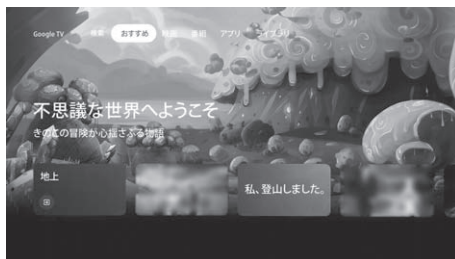 Google TV 検索 おすすめ 映画 番組 アプリ ライブラリ
不思議な世界へようこそ
きのこの冒険が心揺さぶる物語
地上
私、登山しました。